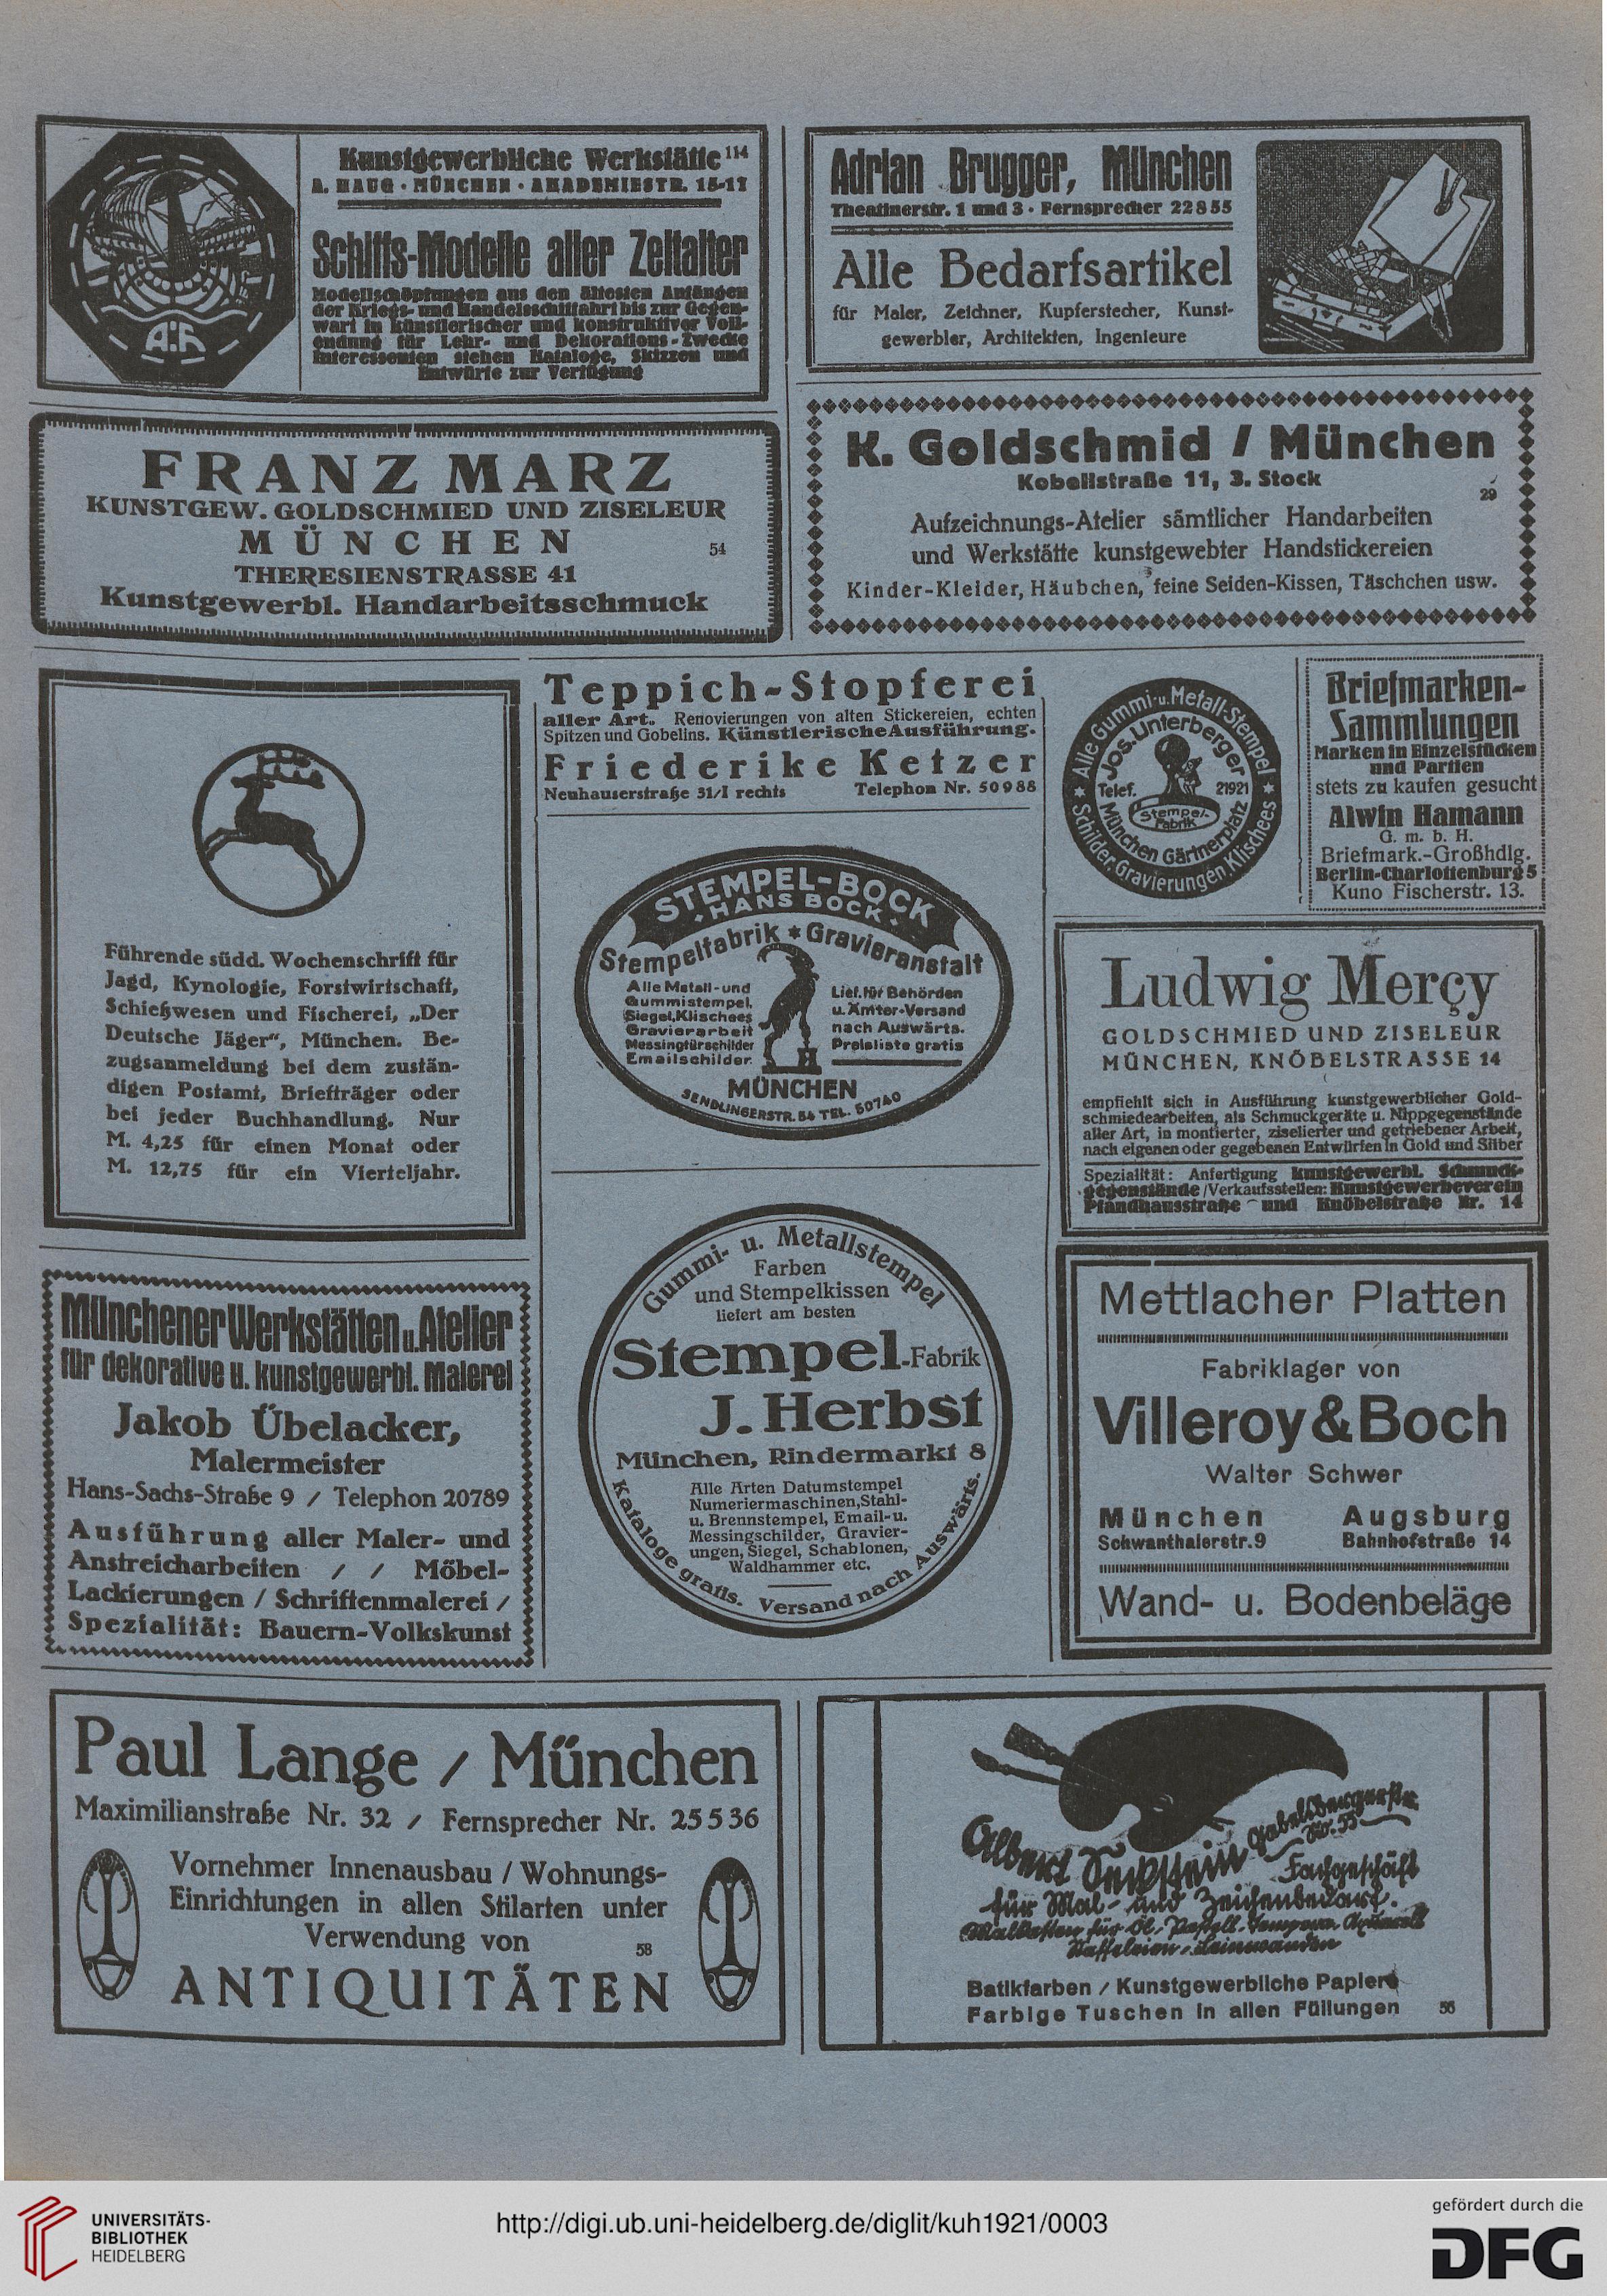 Kunstgewerbliche Werkstätte 114
A. HAUG · MÜNCHEN · AKADEMIESTR. 15-17
Schiffs-Modelle aller Zeitalter
Modellschöpfungen aus den ältesten Anfängen
der Kriegs- und Handelsschiffahrt bis zur Gegen-
wart in künstlerischer und konstruktiver Voll-
endung für Lehr- und Dekorations-Zwecke
Interessenten stehen Kataloge, Skizzen und
Entwürfe zur Verfügung
Adrian Brugger, München
Theatinerstr. 1 und 3 · Fernsprecher 22855
Alle Bedarfsartikel
für Maler, Zeichner, Kupferstecher, Kunst-
gewerbler, Architekten, Ingenieure
FRANZ MARZ
KUNSTGEW. GOLDSCHMIED UND ZISELEUR
MÜNCHEN 54
THERESIENSTRASSE 41
Kunstgewerbl. Handarbeitsschmuck
K. Goldschmid / München
Kobellstraße 11, 3. Stock
29
Aufzeichnungs-Atelier sämtlicher Handarbeiten
und Werkstätte kunstgewebter Handstickereien
Kinder-Kleider, Häubchen, feine Seiden-Kissen, Täschchen usw.
Führende südd. Wochenschrift für
Jagd, Kynologie, Forstwirtschaft,
Schießwesen und Fischerei, „Der
Deutsche Jäger“, München. Be-
zugsanmeldung bei dem zustän-
digen Postamt, Briefträger oder
bei jeder Buchhandlung. Nur
M. 4,25 für einen Monat oder
M. 12,75 für ein Vierteljahr.
Teppich-Stopferei
aller Art. Renovierungen von alten Stickereien, echten
Spitzen und Gobelins. Künstlerische Ausführung.
Friederike Ketzer
Neuhauserstraße 31/I rechts Telephon Nr. 50988
Alle Gummi- u. Metall-Stempel
Jos. Unterberger
Telef. 21921
Stempel-
Fabrik
München Gärtnerplatz
Schilder, Gravierungen, Klischees
Briefmarken-
Sammlungen
Marken in Einzelstücken
und Partien
stets zu kaufen gesucht
Alwin Hamann
G. m. b. H.
Briefmark.-Großhdlg.
Berlin-Charlottenburg 5
Kuno Fischerstr. 13.
STEMPEL-BOCK
HANS BOCK
Stempelfabrik * Gravieranstalt
Alle Metall- und
Gummistempel,
Siegel, Klischees
Gravierarbeit
Messingtürschilder
Emailschilder.
Lief. für Behörden
u. Ämter-Versand
nach Auswärts.
Preisliste gratis
MÜNCHEN
SENDLINGERSTR. 54 TEL. 50740
Ludwig Merçy
GOLDSCHMIED UND ZISELEUR
MÜNCHEN, KNÖBELSTRASSE 14
empfiehlt sich in Ausführung kunstgewerblicher Gold-
schmiedearbeiten, als Schmuckgeräte u. Nippgegenstände
aller Art, in montierter, ziselierter und getriebener Arbeit,
nach eigenen oder gegebenen Entwürfen in Gold und Silber
Spezialität: Anfertigung kunstgewerbl. Schmuck-
gegenstände / Verkaufsstellen: Kunstgewerbeverein
Pfandhausstraße und Knöbelstraße Nr. 14
Münchener Werkstätten u. Atelier
für dekorative u. kunstgewerbl. Malerei
Jakob Übelacker,
Malermeister
Hans-Sachs-Straße 9 / Telephon 20789
Ausführung aller Maler- und
Anstreicharbeiten / / Möbel-
Lackierungen / Schriftenmalerei /
Spezialität: Bauern-Volkskunst
Gummi- u. Metallstempel
Farben
und Stempelkissen
liefert am besten
Stempel-Fabrik
J. Herbst
München, Rindermarkt 8
Alle Arten Datumstempel
Numeriermaschinen, Stahl-
u. Brennstempel, Email- u.
Messingschilder, Gravier-
ungen, Siegel, Schablonen,
Waldhammer etc.
Kataloge gratis. Versand nach Auswärts.
Mettlacher Platten
Fabriklager von
Villeroy & Boch
Walter Schwer
München Augsburg
Schwanthalerstr. 9 Bahnhofstraße 14
Wand- u. Bodenbeläge
Paul Lange / München
Maximilianstraße Nr. 32 / Fernsprecher Nr. 25536
Vornehmer Innenausbau / Wohnungs-
Einrichtungen in allen Stilarten unter
Verwendung von 58
ANTIQUITÄTEN
Albert Gabelsbergerstr.
No. 55
Fachgeschäft
für Mal- und Zeichenbedarf.
Malkasten für Öl, Pastell, Tempera, Aquarell
Staffeleien, Leinwanden
Batikfarben / Kunstgewerbliche Papiere
Farbige Tuschen in allen Füllungen 56
UNIVERSITÄTS-
BIBLIOTHEK
HEIDELBERG
http://digi.ub.uni-heidelberg.de/diglit/kuh1921/0003
gefördert durch die
DFG